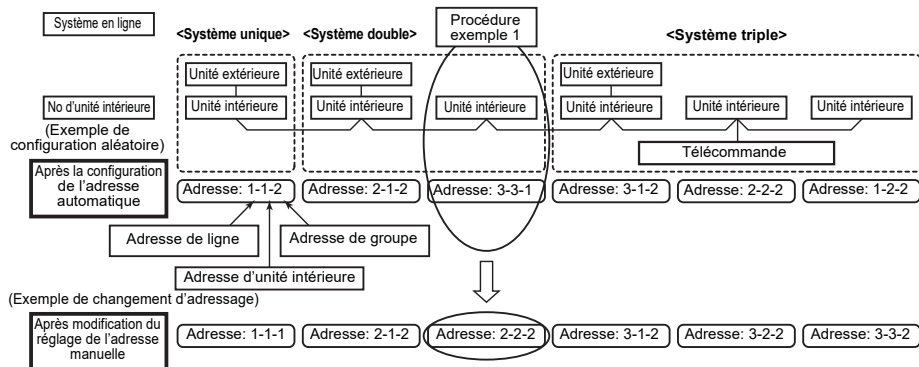 Système en ligne
<Système unique>
<Système double>
Procédure
exemple 1
<Système triple>
Unité extérieure
Unité extérieure
Unité extérieure
No d'unité intérieure
Unité intérieure
Unité intérieure
Unité intérieure
Unité intérieure
Unité intérieure
Unité intérieure
(Exemple de
configuration aléatoire)
Télécommande
Après la configuration
de l'adresse
automatique
Adresse: 1-1-2
Adresse: 2-1-2
Adresse: 3-3-1
Adresse: 3-1-2
Adresse: 2-2-2
Adresse: 1-2-2
Adresse de ligne
Adresse de groupe
Adresse d'unité intérieure
(Exemple de changement d'adressage)
Après modification du
réglage de l'adresse
manuelle
Adresse: 1-1-1
Adresse: 2-1-2
Adresse: 2-2-2
Adresse: 3-1-2
Adresse: 3-2-2
Adresse: 3-3-2